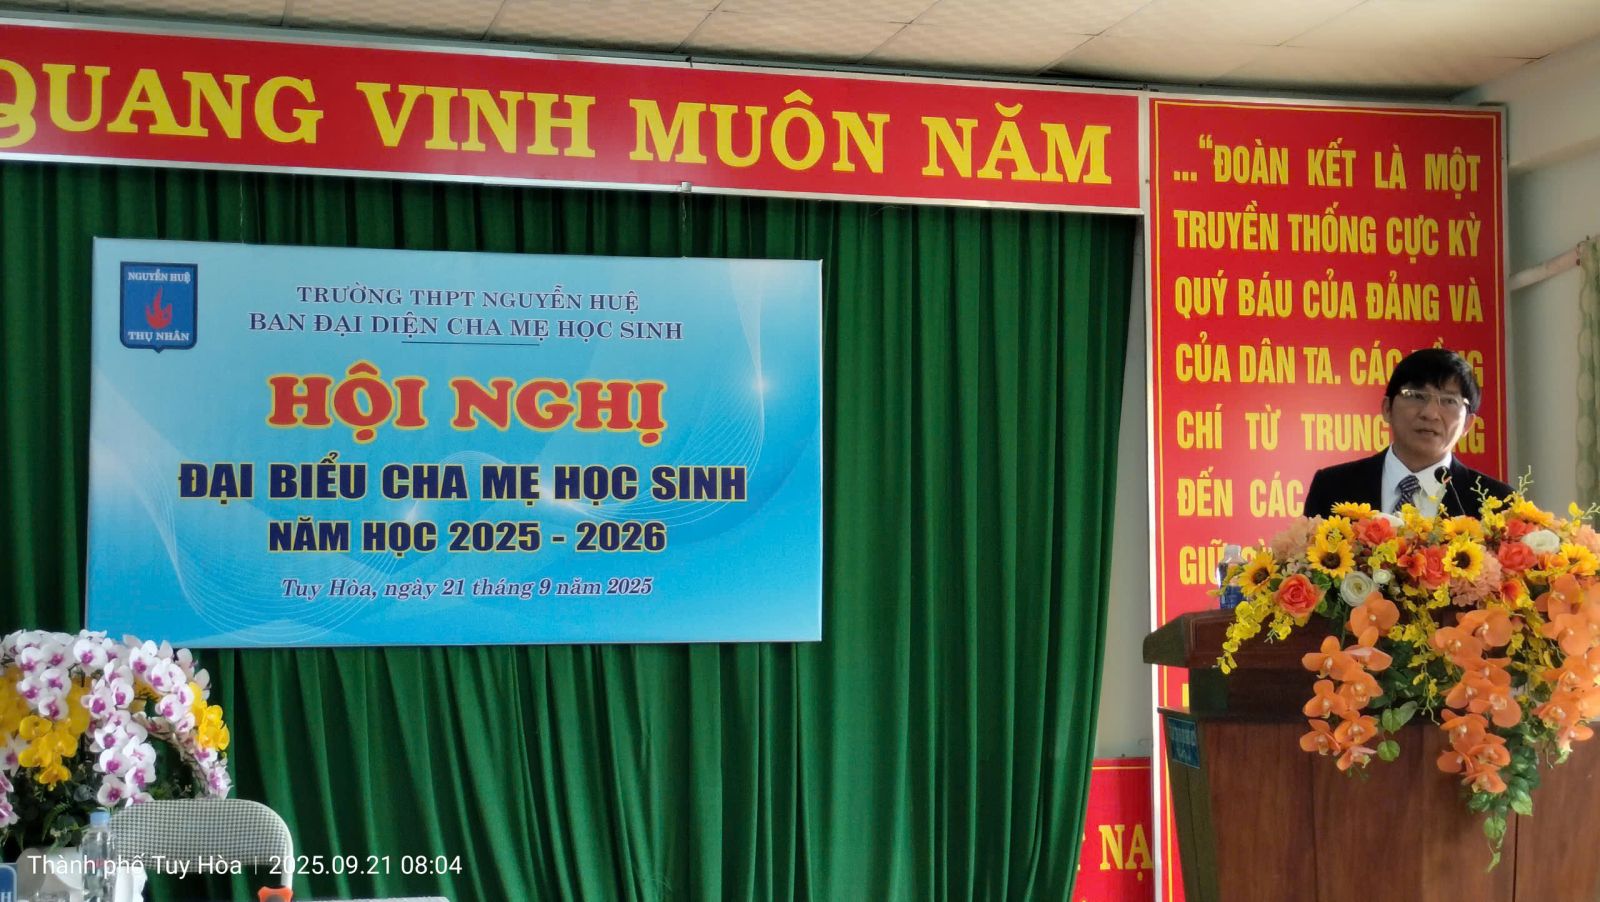 QUANG VINH MUÔN NĂM
NGUYỄN HUỆ
THỤ NHÂN
TRƯỜNG THPT NGUYỄN HUỆ
BAN ĐẠI DIỆN CHA MẸ HỌC SINH
HỘI NGHỊ
ĐẠI BIỂU CHA MẸ HỌC SINH
NĂM HỌC 2025 - 2026
Tuy Hòa, ngày 21 tháng 9 năm 2025
..."ĐOÀN KẾT LÀ MỘT
TRUYỀN THỐNG CỰC KỲ
QUÝ BÁU CỦA ĐẢNG VÀ
CỦA DÂN TA. CÁC
CHÍ TỪ TRUNG
ĐẾN CÁC
GIỮ
Thành phố Tuy Hòa | 2025.09.21 08:04